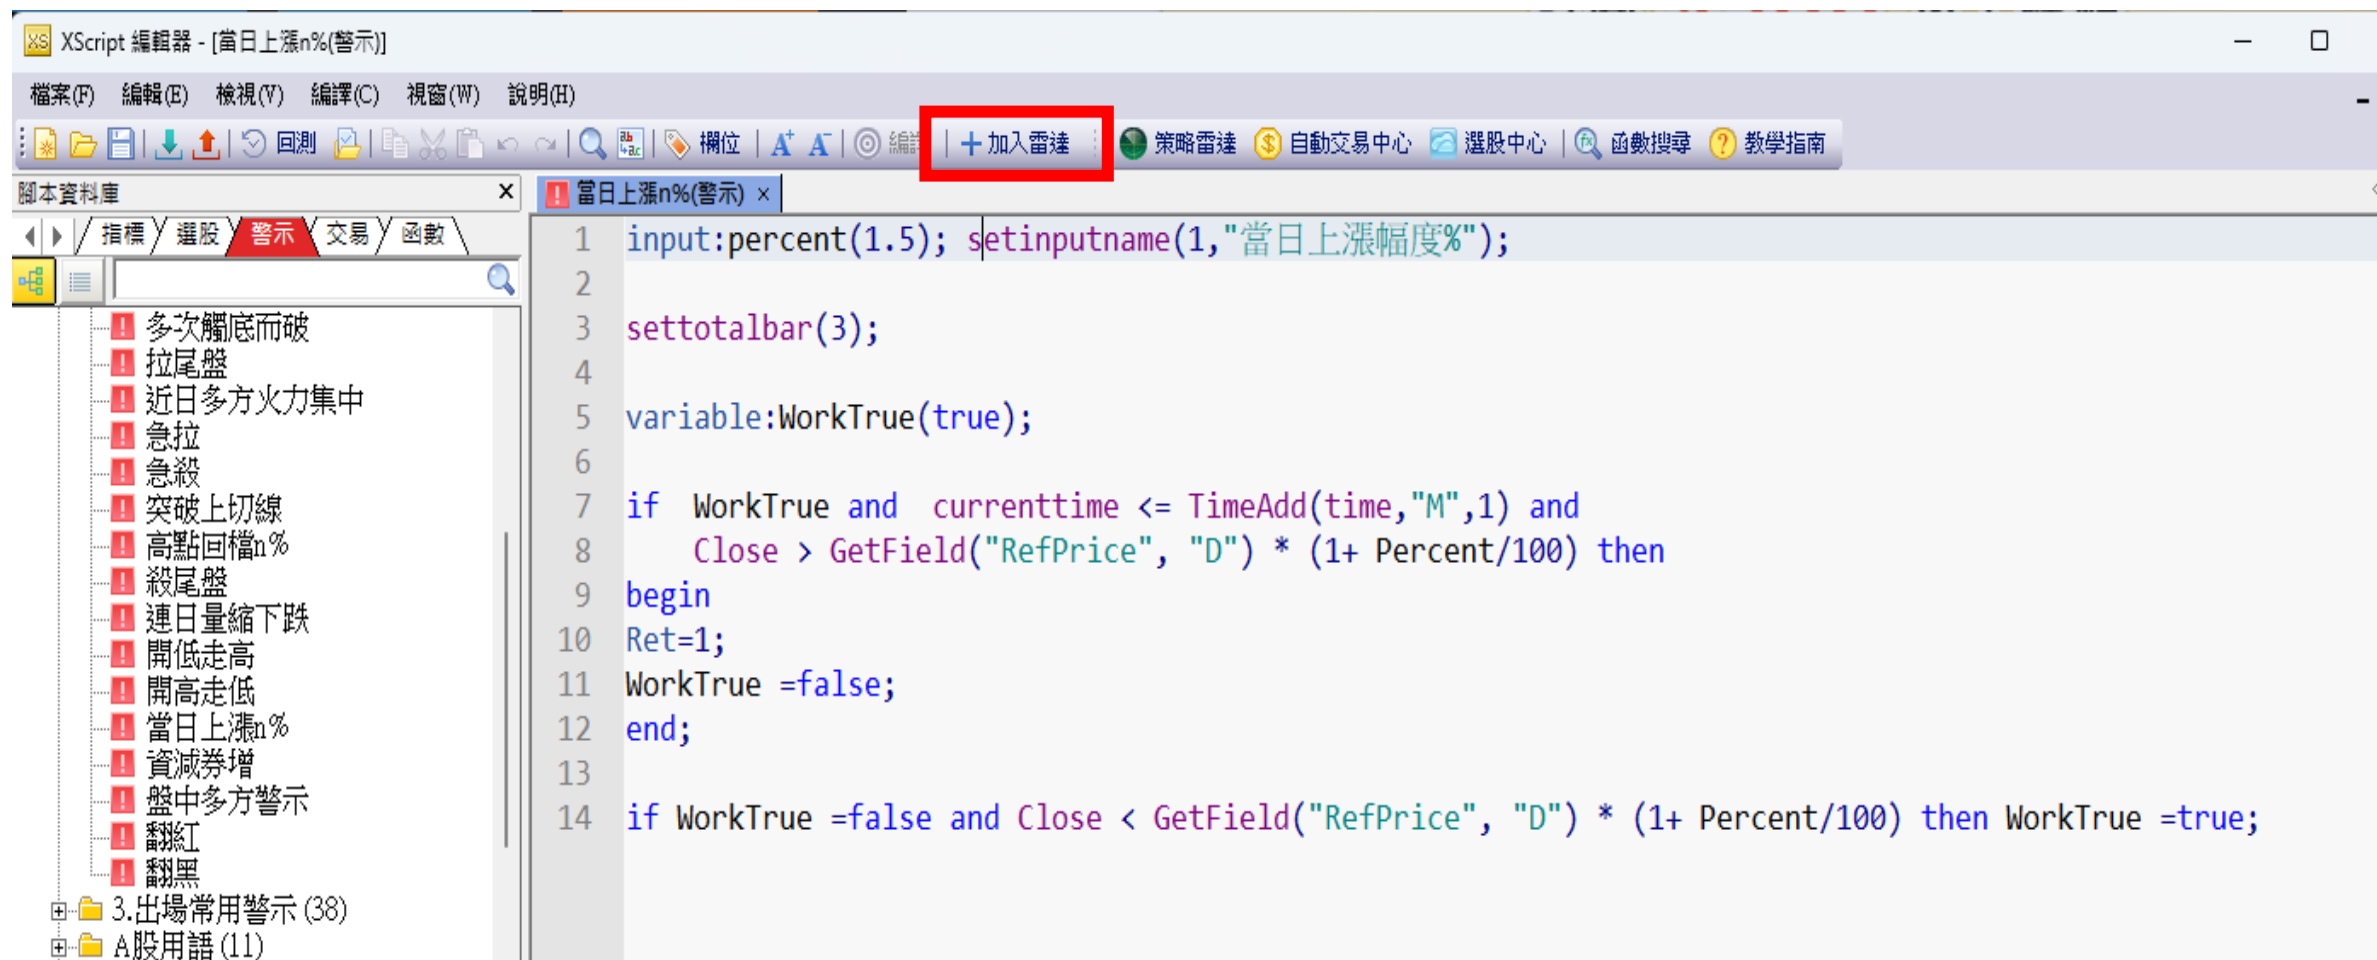 XS XScript 編輯器 - [當日上漲n%(警示)]
檔案(F) 編輯(E) 檢視(V) 編譯(C) 視窗(W) 說明(H)
回測 欄位 A+ A- 編譯 加入雷達 策略雷達 自動交易中心 選股中心 函數搜尋 教學指南
腳本資料庫
當日上漲n%(警示)
指標 選股 警示 交易 函數
多次觸底而破
拉尾盤
近日多方火力集中
急拉
急殺
突破上切線
高點回檔n%
殺尾盤
連日量縮下跌
開低走高
開高走低
當日上漲n%
資減券增
盤中多方警示
翻紅
翻黑
3.出場常用警示 (38)
A股用語 (11)
1 input:percent(1.5); setinputname(1,"當日上漲幅度%");
2
3 settotalbar(3);
4
5 variable:WorkTrue(true);
6
7 if WorkTrue and currenttime <= TimeAdd(time,"M",1) and
8 Close > GetField("RefPrice", "D") * (1+ Percent/100) then
9 begin
10 Ret=1;
11 WorkTrue =false;
12 end;
13
14 if WorkTrue =false and Close < GetField("RefPrice", "D") * (1+ Percent/100) then WorkTrue =true;